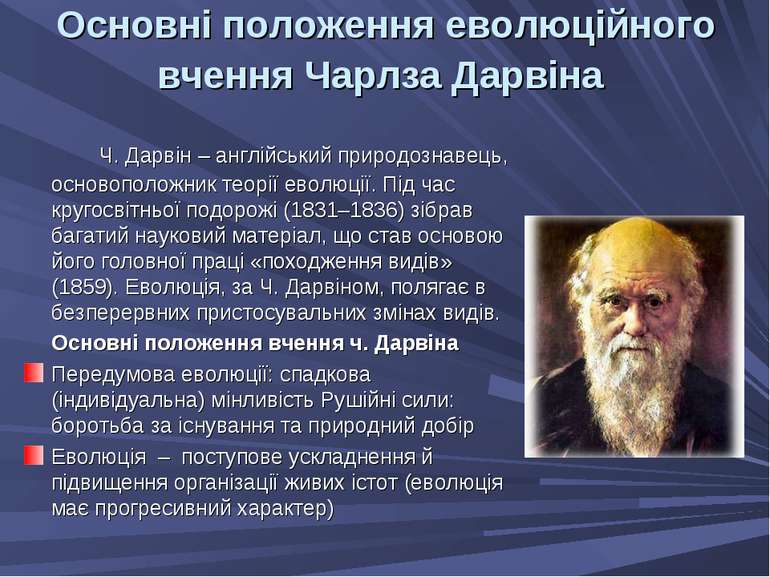 Основні положення еволюційного
вчення Чарлза Дарвіна
Ч. Дарвін – англійський природознавець,
основоположник теорії еволюції. Під час
кругосвітньої подорожі (1831–1836) зібрав
багатий науковий матеріал, що став основою
його головної праці «походження видів»
(1859). Еволюція, за Ч. Дарвіном, полягає в
безперервних пристосувальних змінах видів.
Основні положення вчення ч. Дарвіна
Передумова еволюції: спадкова
(індивідуальна) мінливість Рушійні сили:
боротьба за існування та природний добір
Еволюція – поступове ускладнення й
підвищення організації живих істот (еволюція
має прогресивний характер)